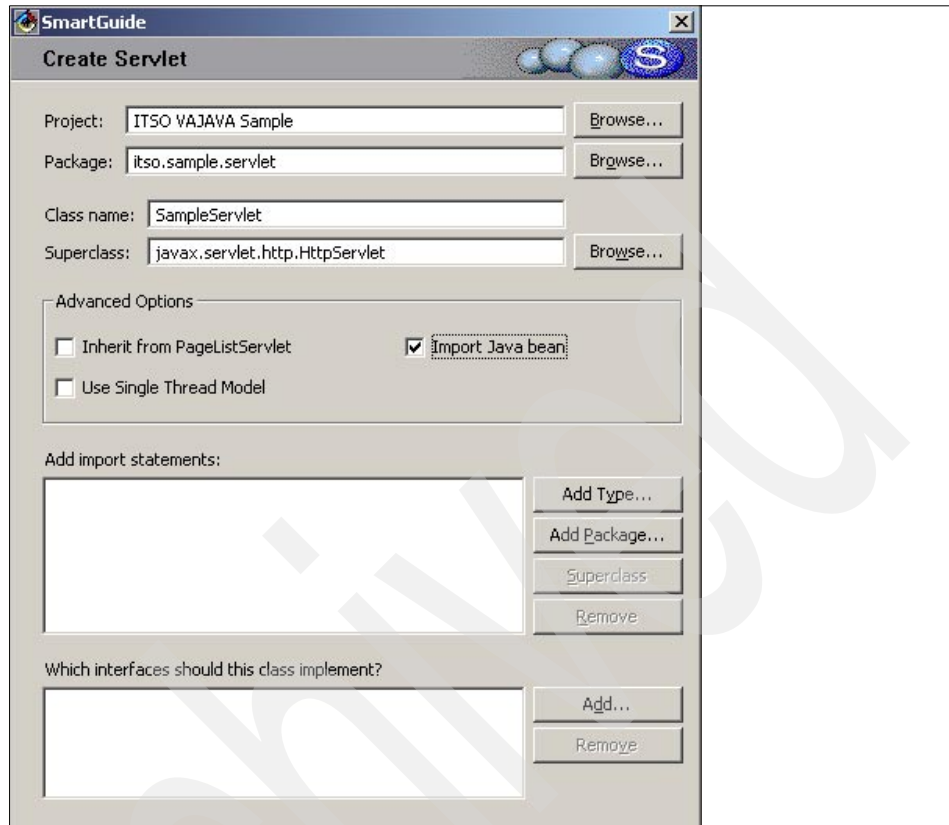 SmartGuide
Create Servlet
S
Project: ITSO VAJAVA Sample Browse...
Package: itso.sample.servlet Browse...
Class name: SampleServlet
Superclass: javax.servlet.http.HttpServlet Browse...
Advanced Options
Inherit from PageListServlet Import Java bean
Use Single Thread Model
Add import statements:
Add Type...
Add Package...
Superclass
Remove
Which interfaces should this class implement?
Add...
Remove